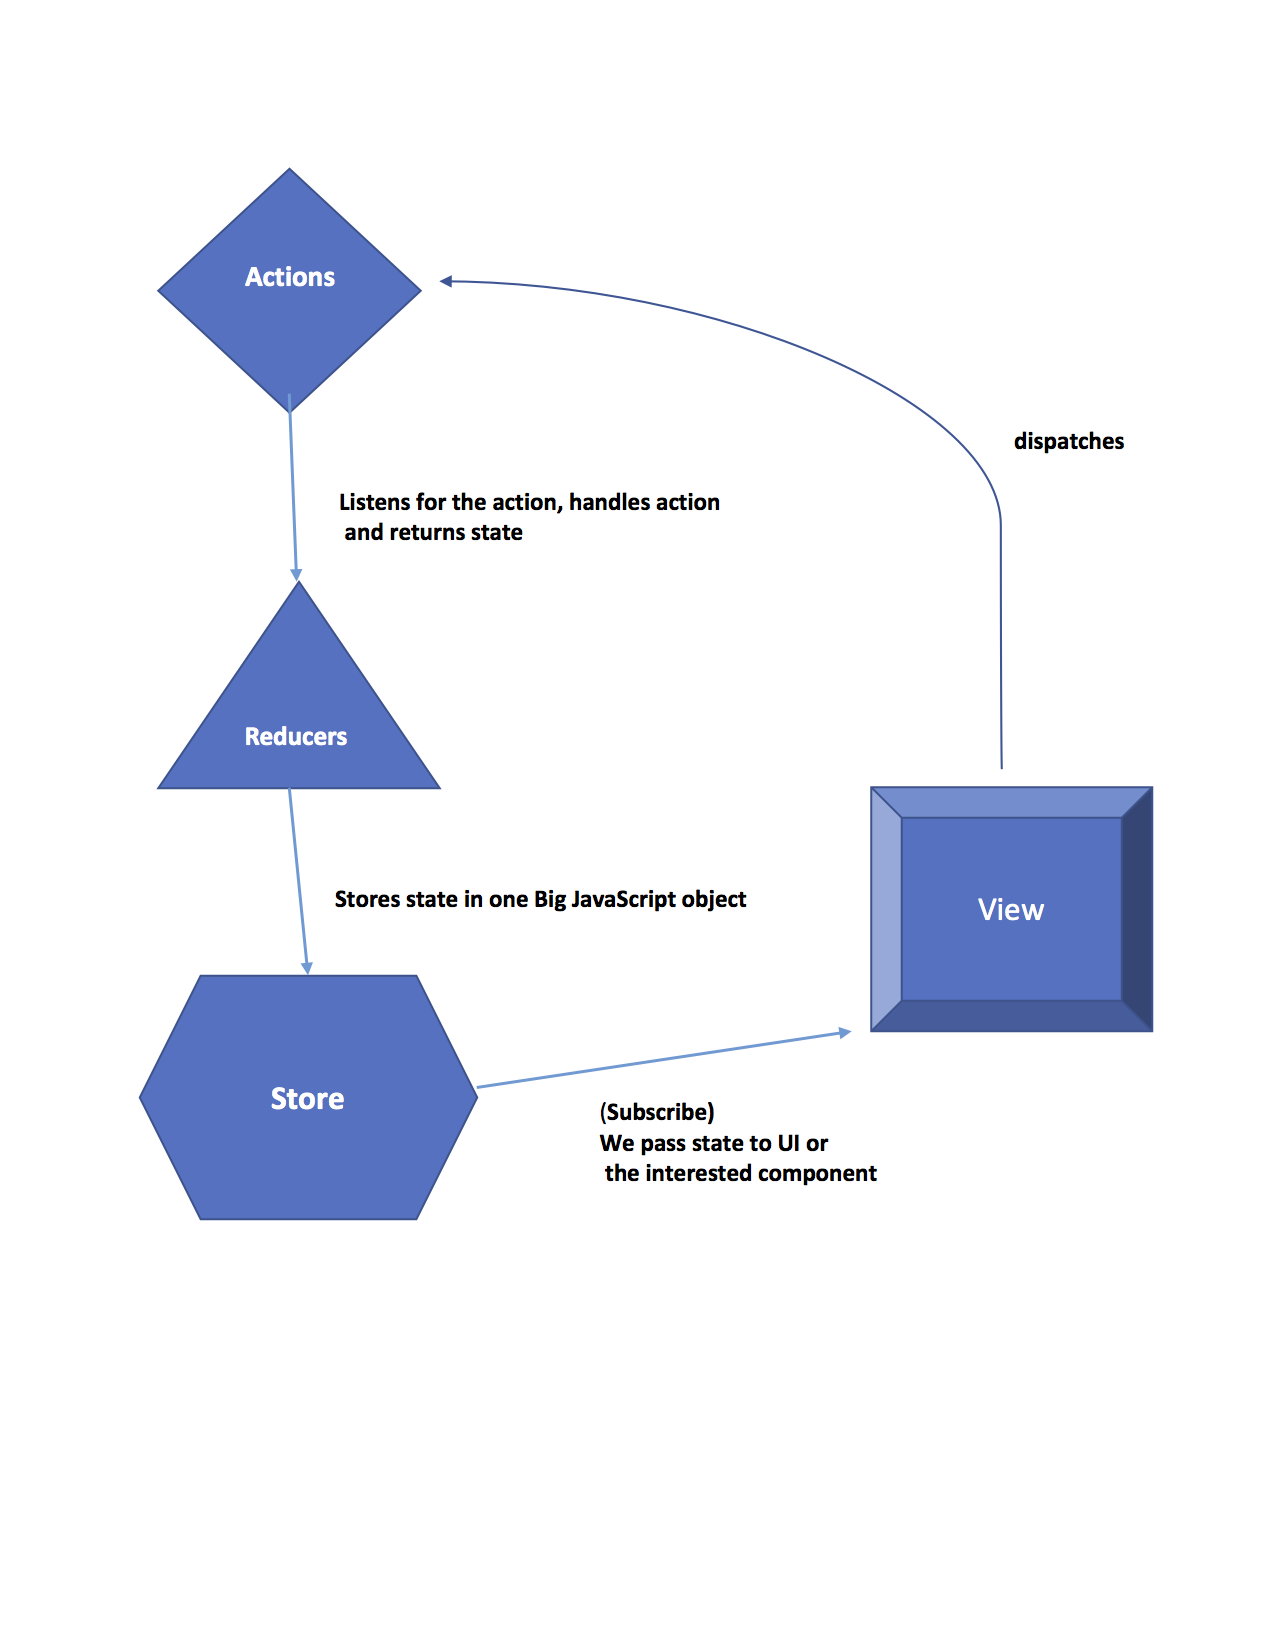 Actions
dispatches
Listens for the action, handles action
and returns state
Reducers
Stores state in one Big JavaScript object
View
Store
(Subscribe)
We pass state to UI or
the interested component